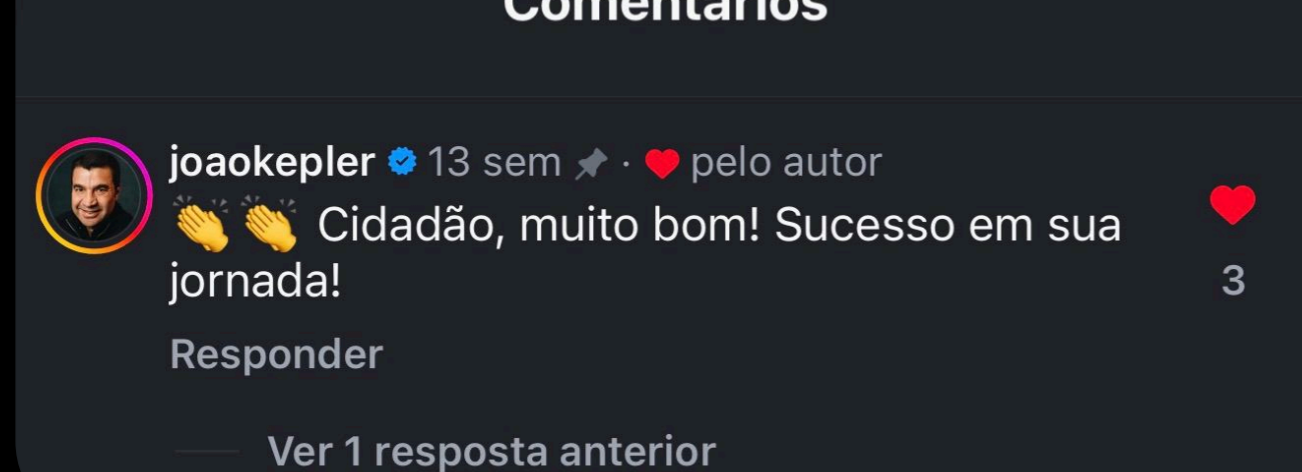 Comentários
joaokepler 13 sem · ❤️ pelo autor
👏👏 Cidadão, muito bom! Sucesso em sua
jornada!
3
Responder
Ver 1 resposta anterior